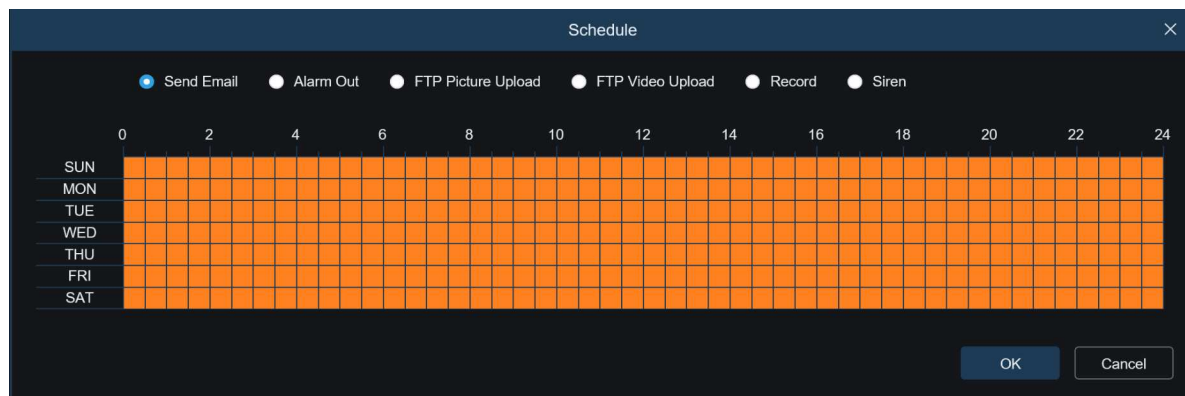 Schedule
Send Email Alarm Out FTP Picture Upload FTP Video Upload Record Siren
0 2 4 6 8 10 12 14 16 18 20 22 24
SUN
MON
TUE
WED
THU
FRI
SAT
OK Cancel